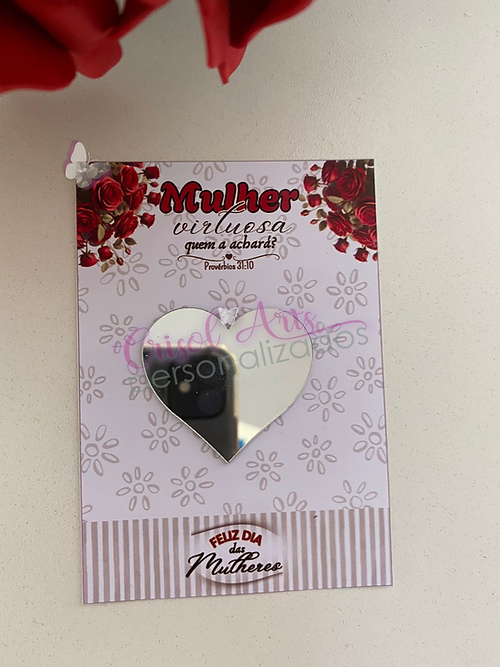 Mulher
virtuosa
quem a achará?
Provérbios 31:10
Crisol Arts
Personalizados
FELIZ DIA
das
Mulheres